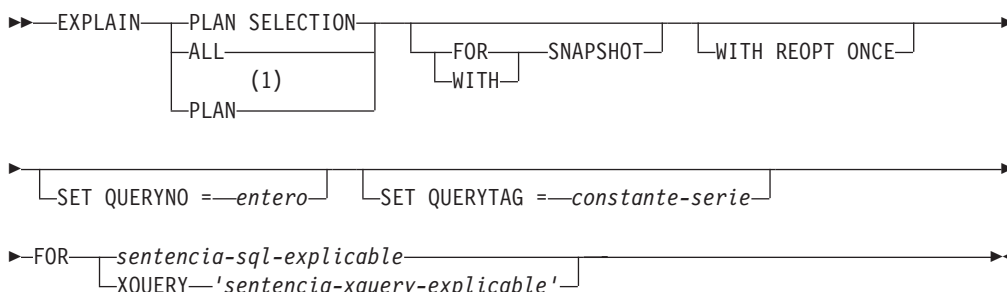 EXPLAIN PLAN SELECTION
ALL FOR SNAPSHOT WITH REOPT ONCE
(1) WITH
PLAN
SET QUERYNO = entero SET QUERYTAG = constante-serie
FOR sentencia-sql-explicable
XQUERY 'sentencia-xquery-explicable'